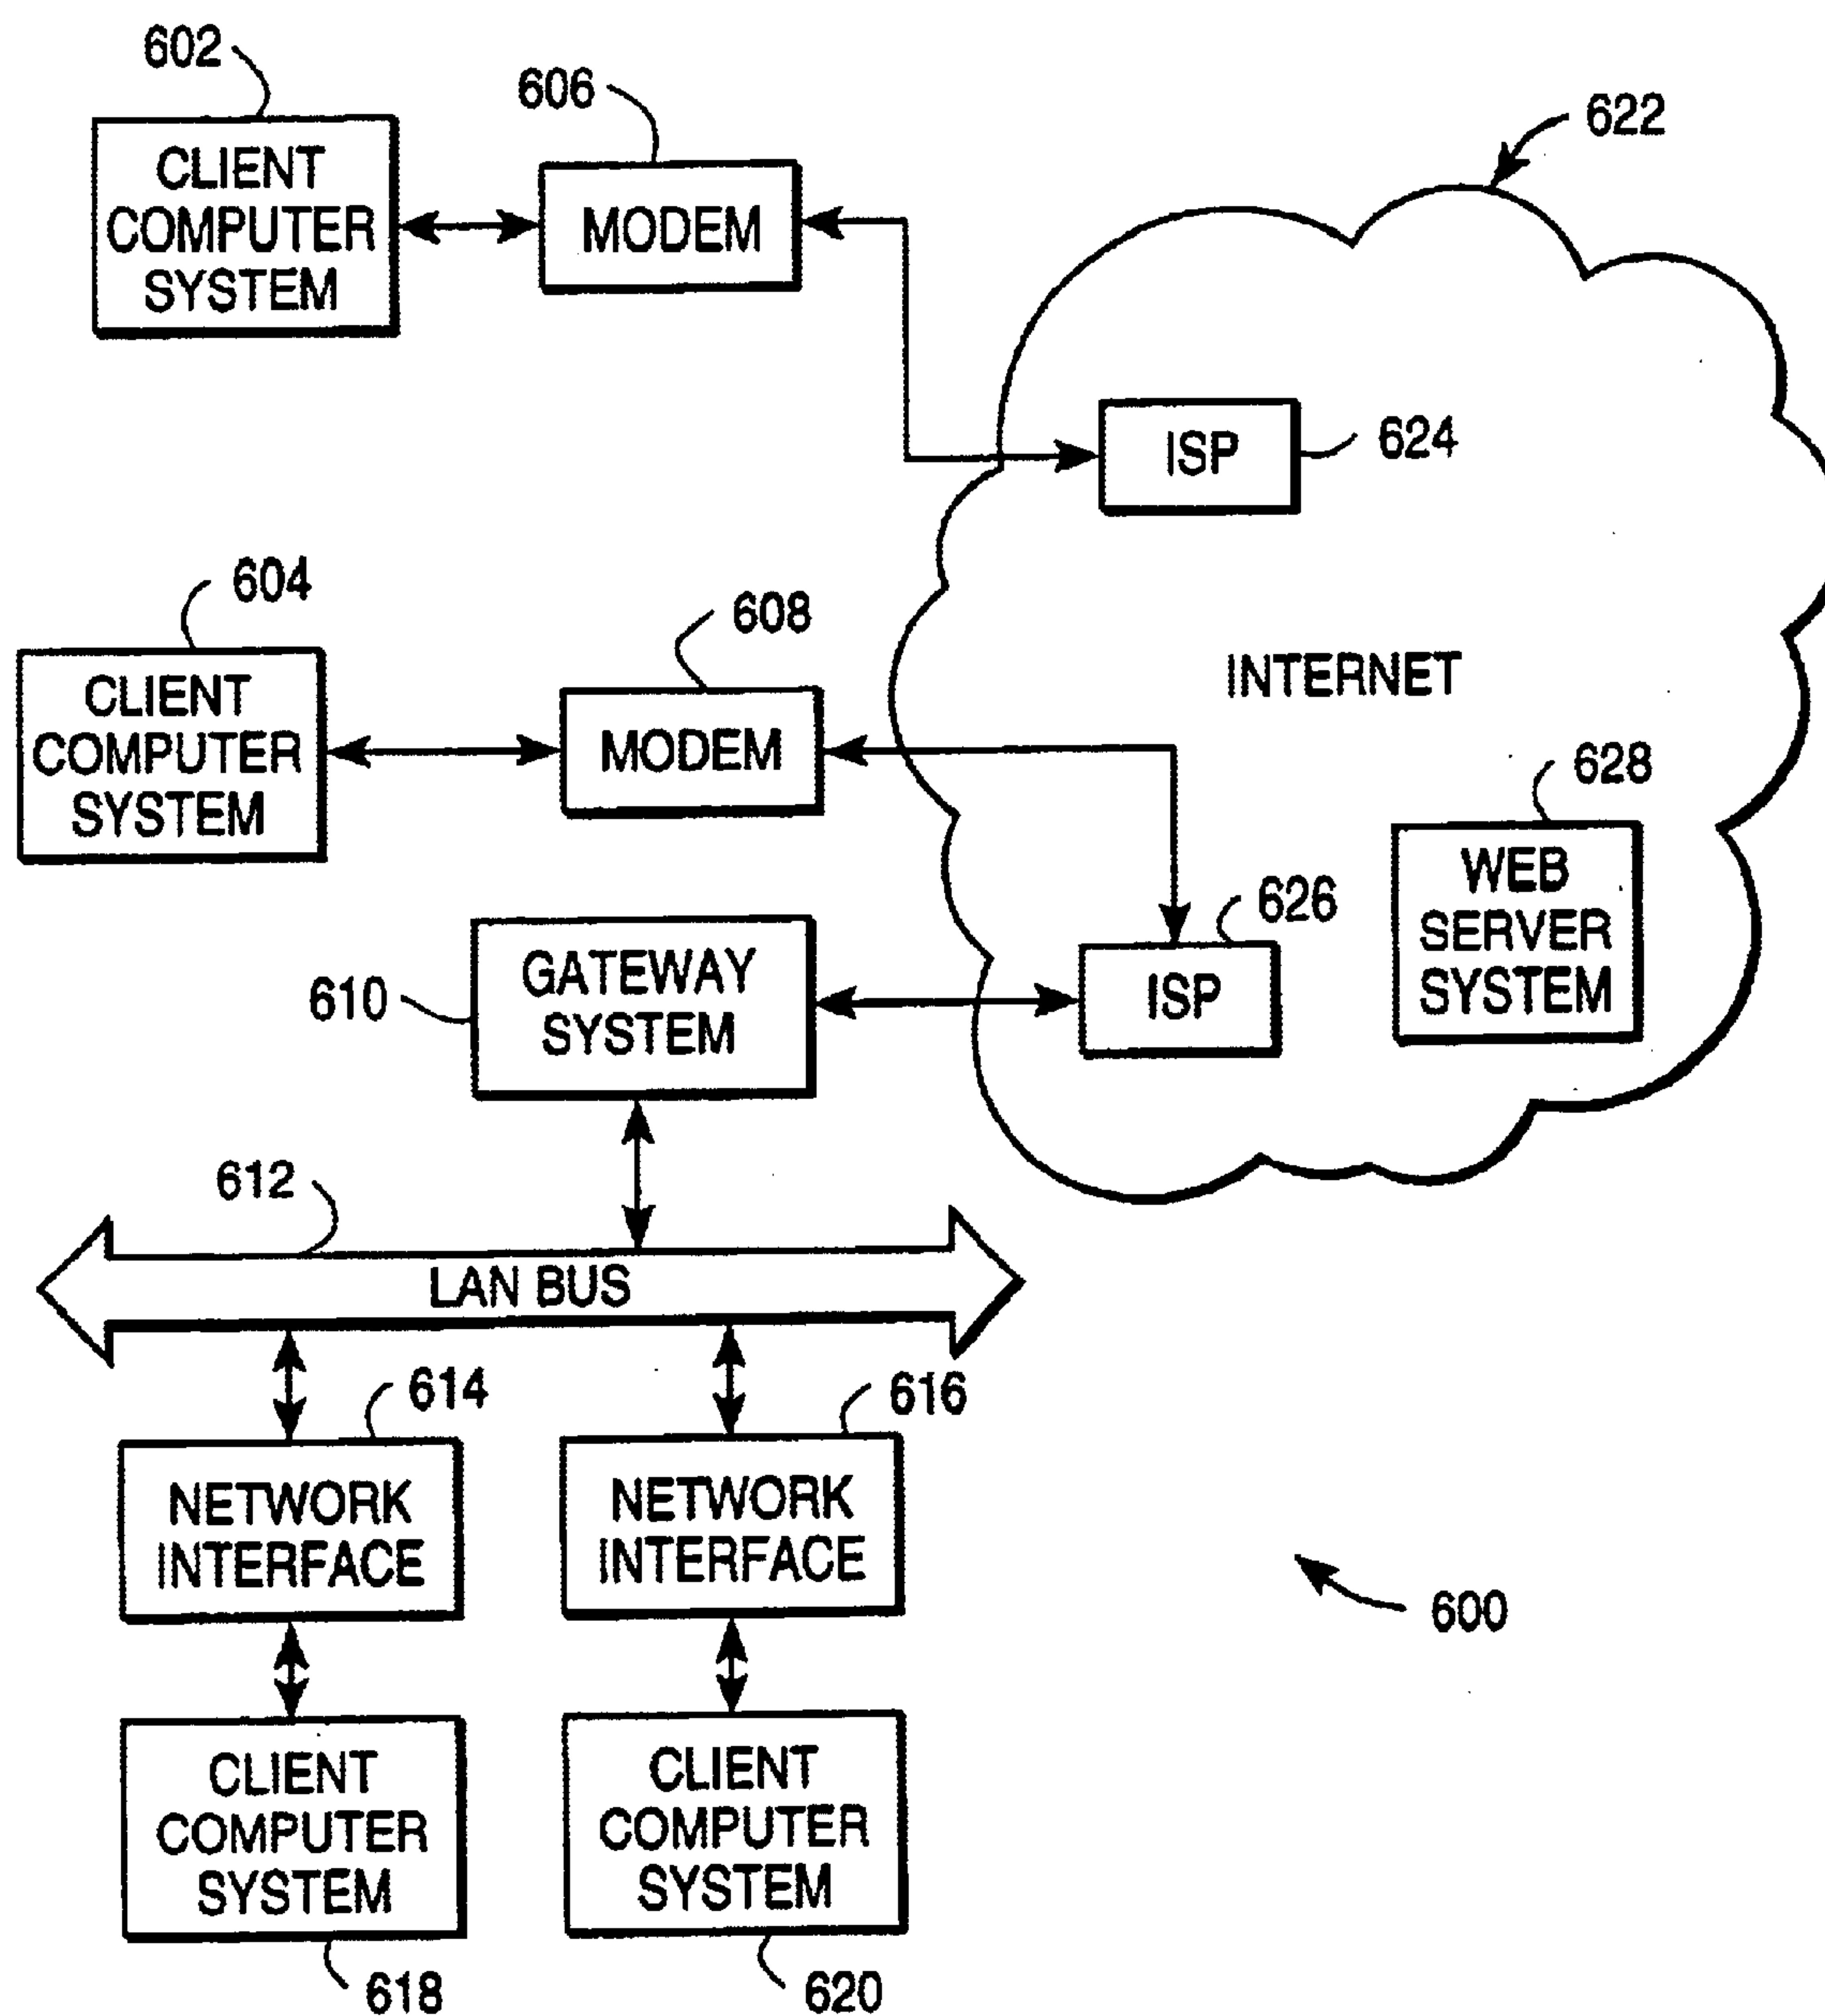 602
606
622
CLIENT
COMPUTER
SYSTEM
MODEM
ISP
624
604
608
INTERNET
CLIENT
COMPUTER
SYSTEM
MODEM
628
WEB
SERVER
SYSTEM
626
ISP
610
GATEWAY
SYSTEM
612
LAN BUS
614
616
NETWORK
INTERFACE
NETWORK
INTERFACE
600
CLIENT
COMPUTER
SYSTEM
CLIENT
COMPUTER
SYSTEM
618
620